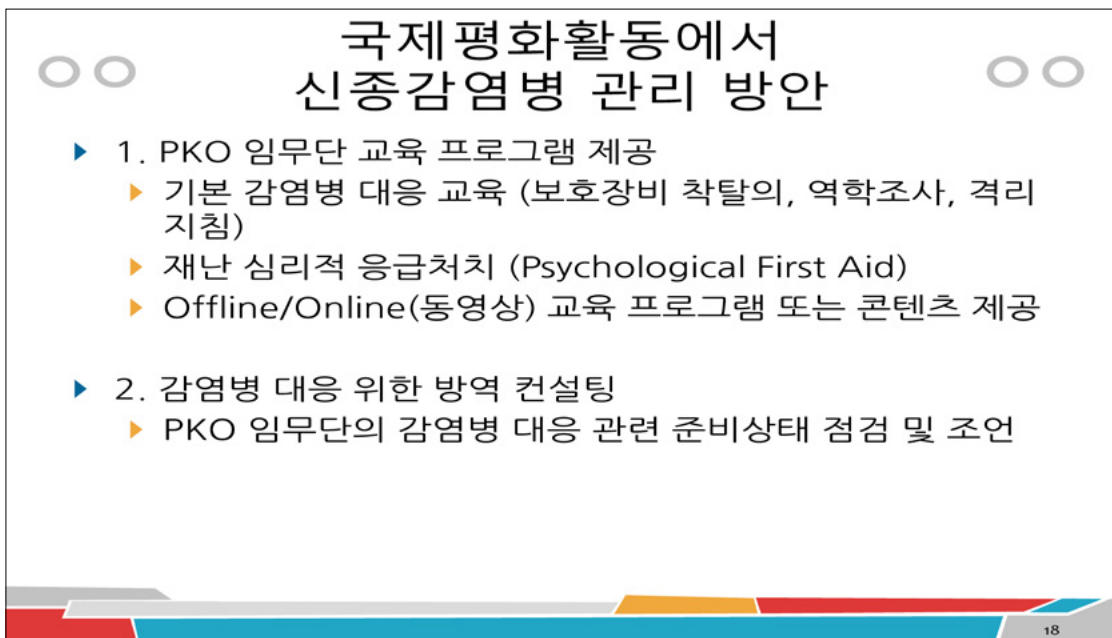 국제평화활동에서
신종감염병 관리 방안
1. PKO 임무단 교육 프로그램 제공
기본 감염병 대응 교육 (보호장비 착탈의, 역학조사, 격리
지침)
재난 심리적 응급처치 (Psychological First Aid)
Offline/Online(동영상) 교육 프로그램 또는 콘텐츠 제공
2. 감염병 대응 위한 방역 컨설팅
PKO 임무단의 감염병 대응 관련 준비상태 점검 및 조언
18